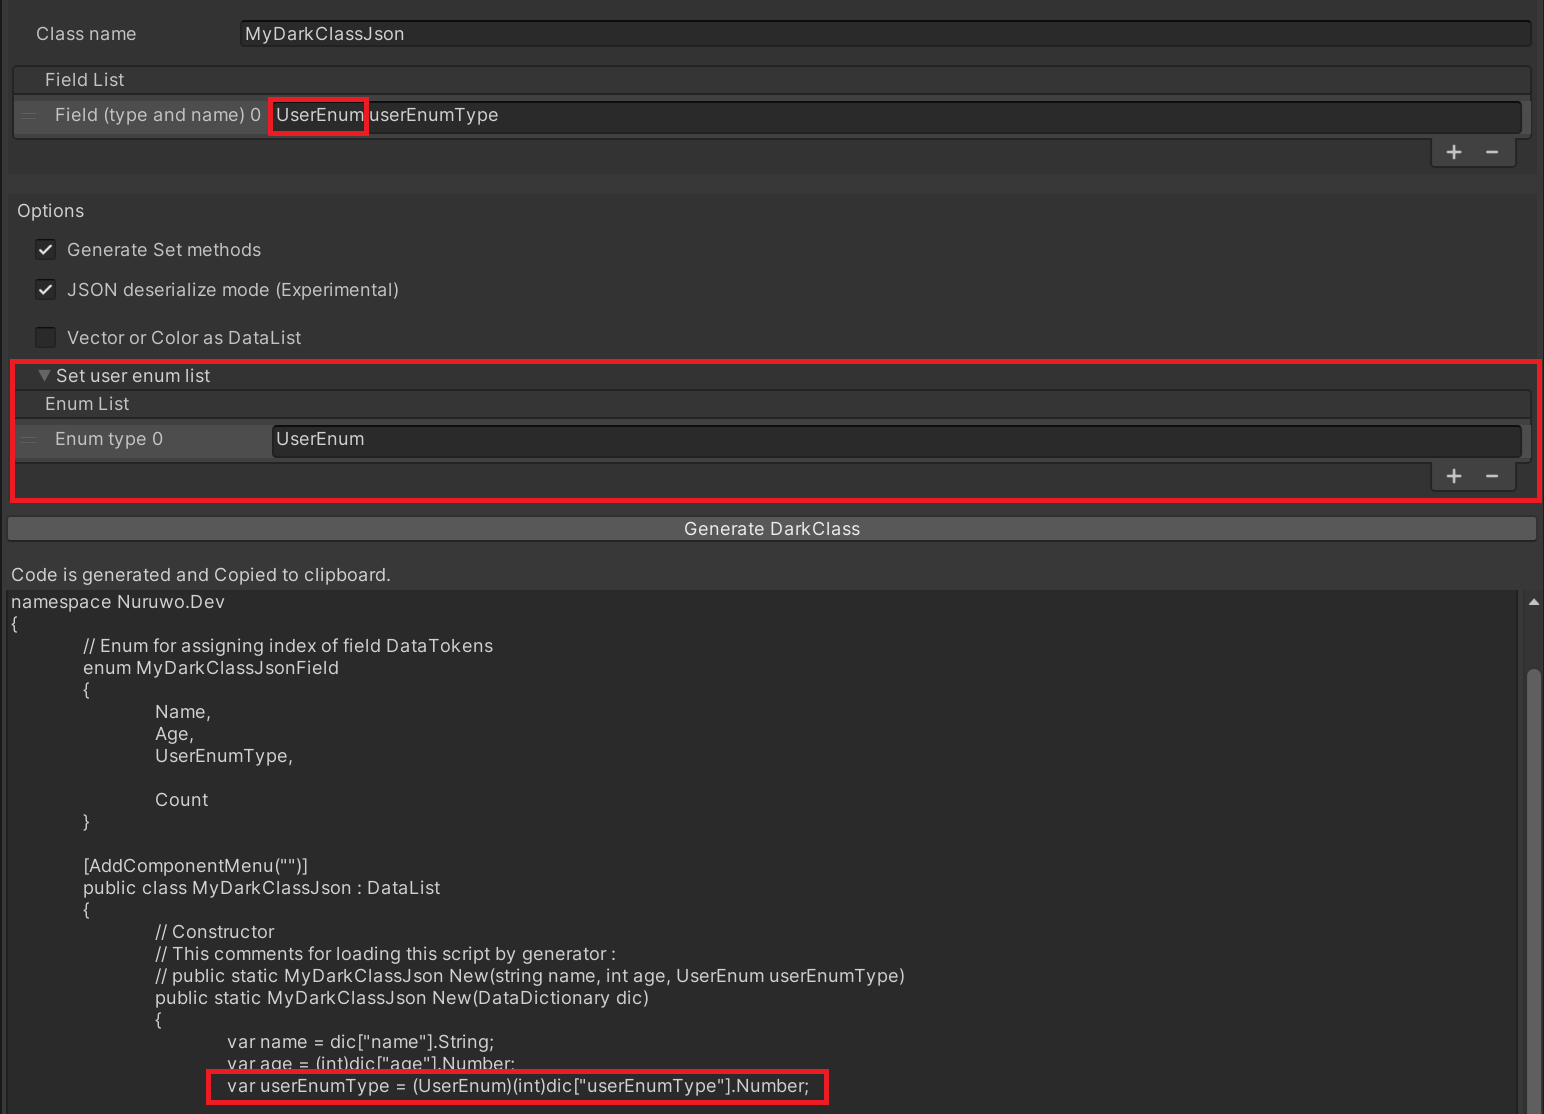 Class name MyDarkClassJson
Field List
Field (type and name) 0 UserEnum userEnumType
+ −
Options
Generate Set methods
JSON deserialize mode (Experimental)
Vector or Color as DataList
Set user enum list
Enum List
Enum type 0 UserEnum
+ −
Generate DarkClass
Code is generated and Copied to clipboard.
namespace Nuruwo.Dev
{
// Enum for assigning index of field DataTokens
enum MyDarkClassJsonField
{
Name,
Age,
UserEnumType,
Count
}
[AddComponentMenu("")]
public class MyDarkClassJson : DataList
{
// Constructor
// This comments for loading this script by generator :
// public static MyDarkClassJson New(string name, int age, UserEnum userEnumType)
public static MyDarkClassJson New(DataDictionary dic)
{
var name = dic["name"].String;
var age = (int)dic["age"].Number;
var userEnumType = (UserEnum)(int)dic["userEnumType"].Number;